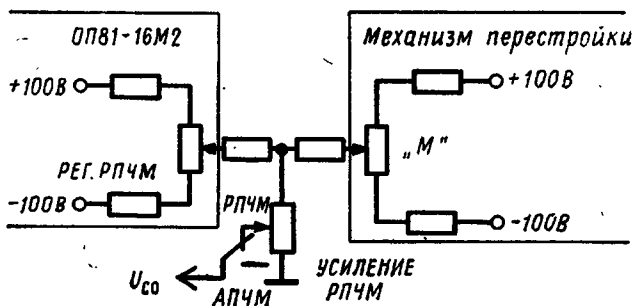 ОП81-16М2
Механизм перестройки
+100В
+100В
„М"
РЕГ. РПЧМ
-100В
-100В
РПЧМ
Uсо
АПЧМ
УСИЛЕНИЕ
РПЧМ